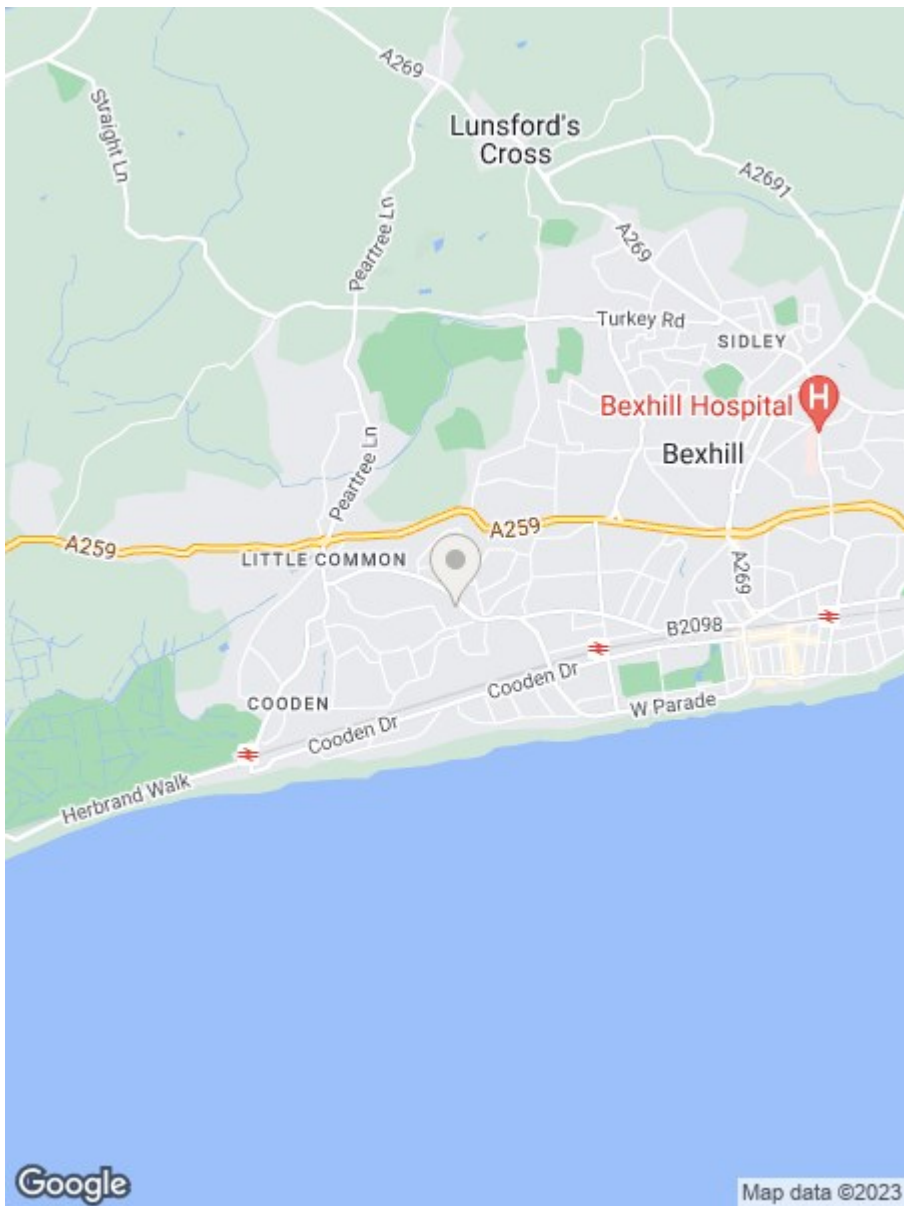 A269
Straight Ln
Lunsford's
Cross
A2691
Peartree Ln
A269
Turkey Rd
SIDLEY
H
Bexhill Hospital
Bexhill
Peartree Ln
A259
A259
LITTLE COMMON
A269
B2098
COODEN
Cooden Dr
W Parade
Cooden Dr
Herbrand Walk
Google
Map data ©2023